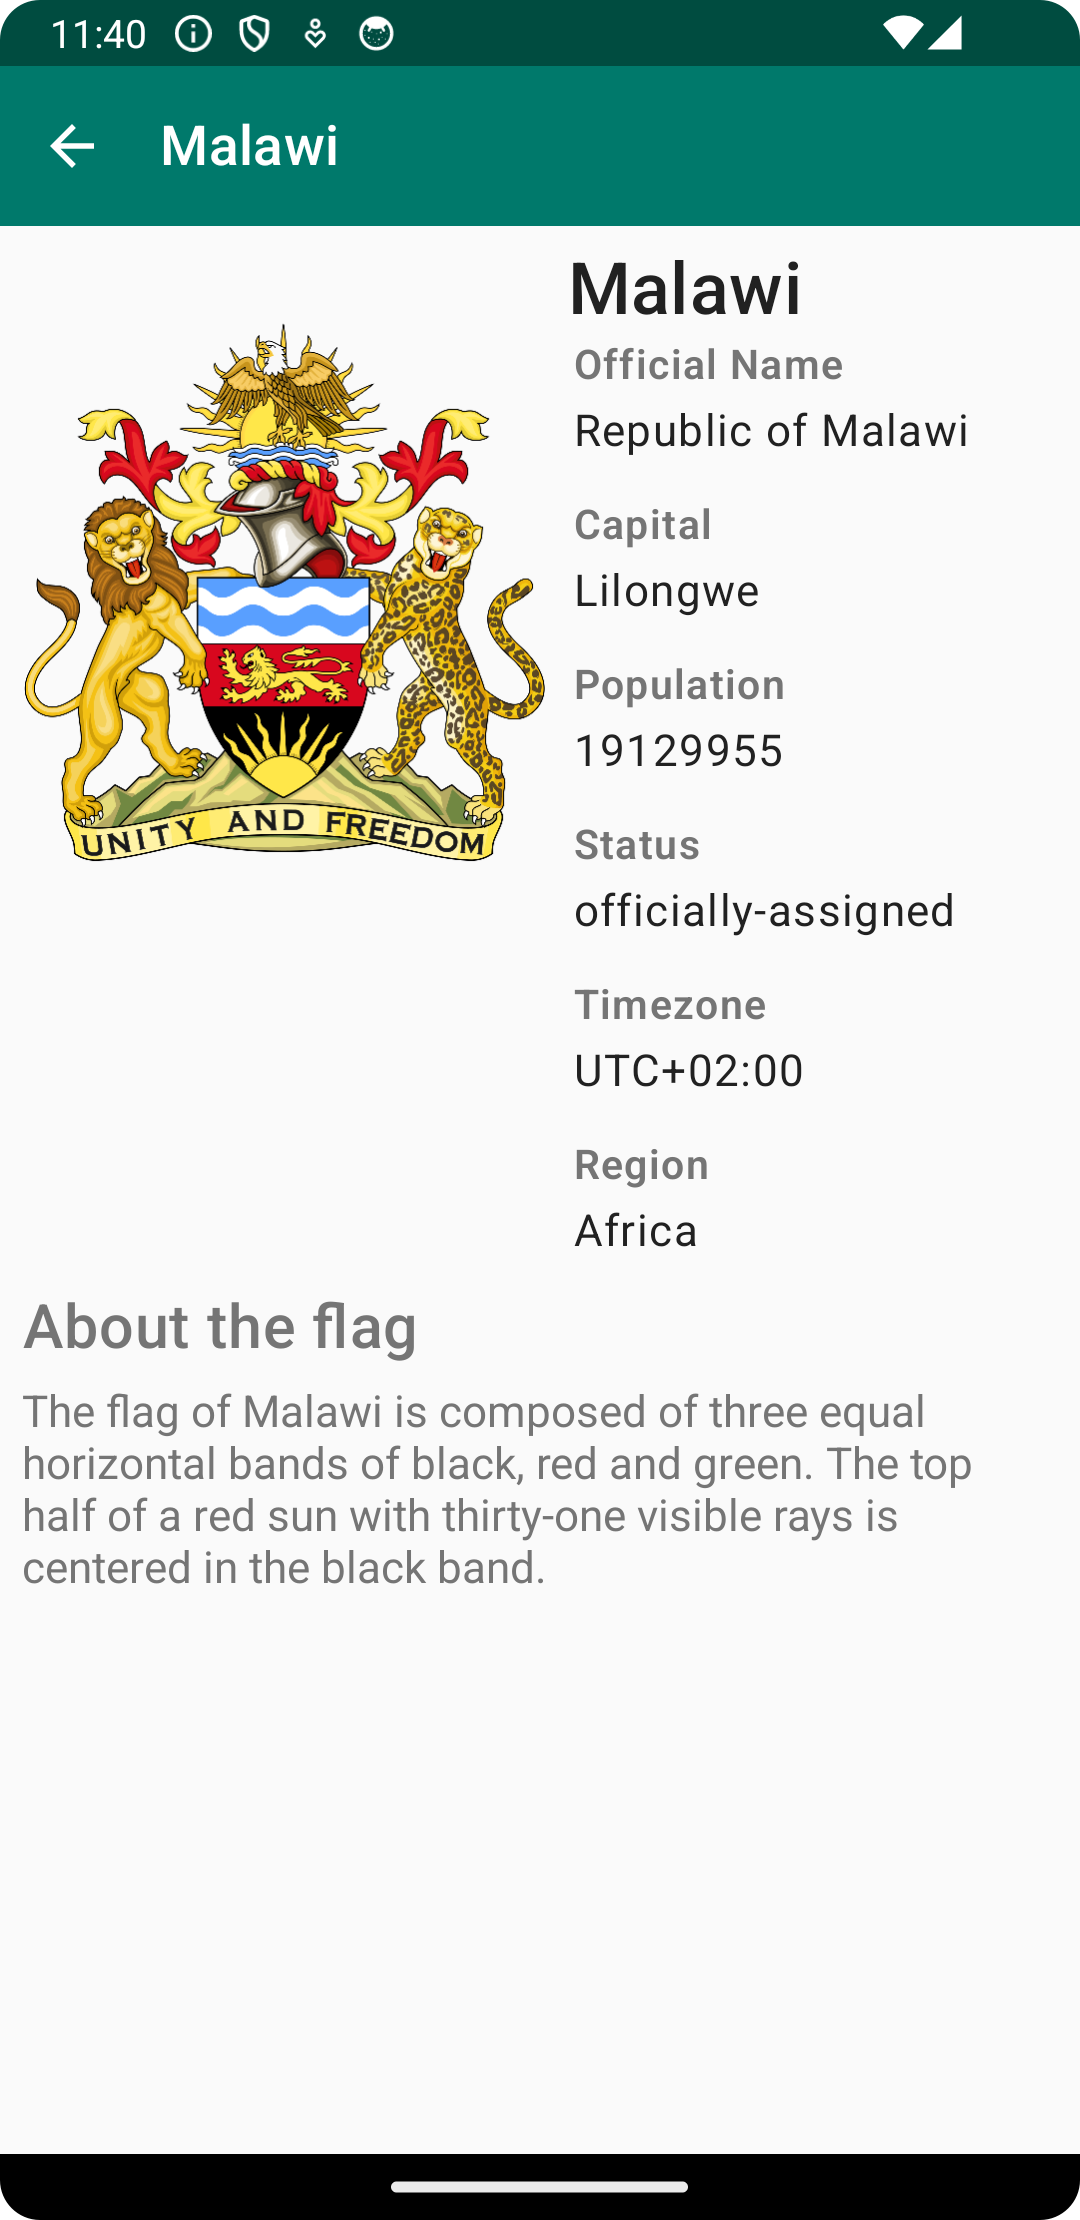 11:40
Malawi
Malawi
Official Name
Republic of Malawi
Capital
Lilongwe
Population
19129955
Status
officially-assigned
Timezone
UTC+02:00
Region
Africa
UNITY AND FREEDOM
About the flag
The flag of Malawi is composed of three equal
horizontal bands of black, red and green. The top
half of a red sun with thirty-one visible rays is
centered in the black band.